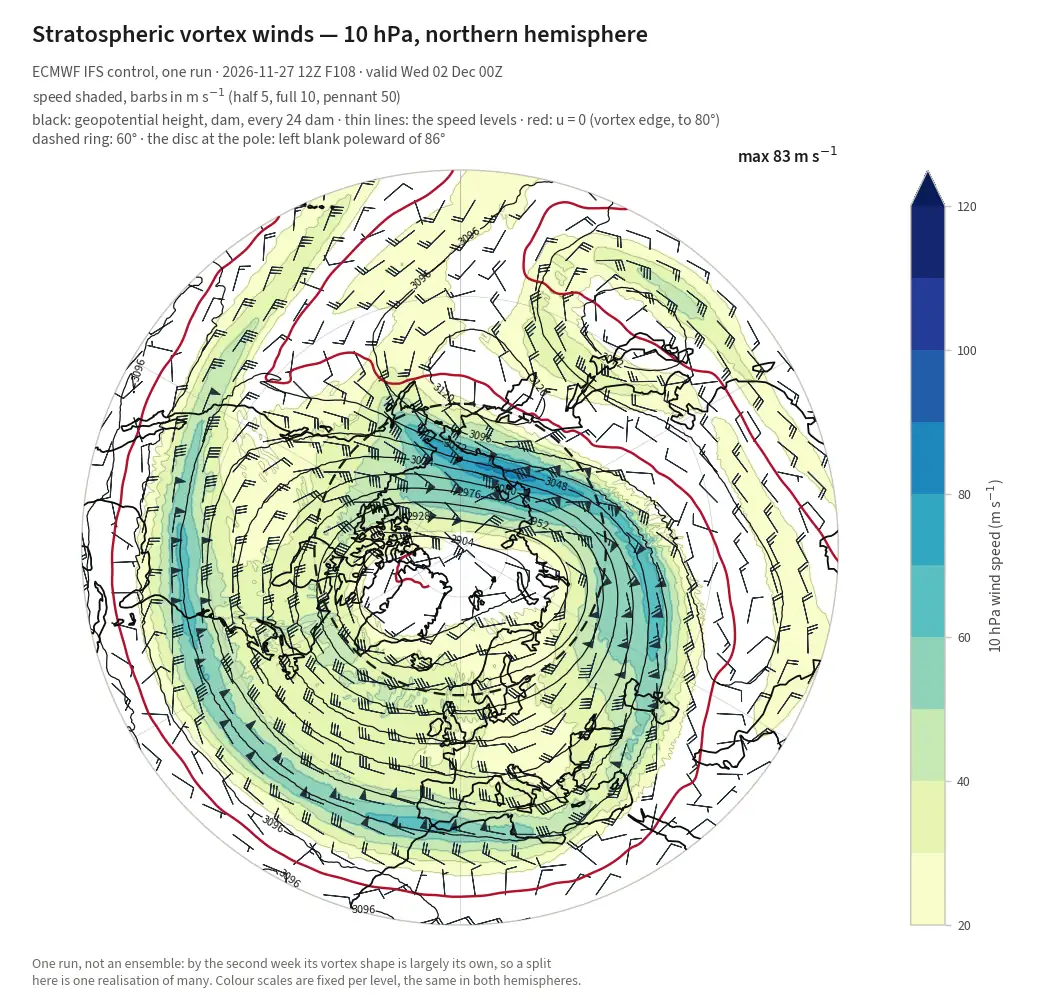 Stratospheric vortex winds — 10 hPa, northern hemisphere
ECMWF IFS control, one run · 2026-11-27 12Z F108 · valid Wed 02 Dec 00Z
speed shaded, barbs in m s⁻¹ (half 5, full 10, pennant 50)
black: geopotential height, dam, every 24 dam · thin lines: the speed levels · red: u = 0 (vortex edge, to 80°)
dashed ring: 60° · the disc at the pole: left blank poleward of 86°
max 83 m s⁻¹
120
100
80
60
40
20
10 hPa wind speed (m s⁻¹)
3096
3096
3096
3096
3048
2976
2928
2904
3096
3096
3096
One run, not an ensemble: by the second week its vortex shape is largely its own, so a split
here is one realisation of many. Colour scales are fixed per level, the same in both hemispheres.